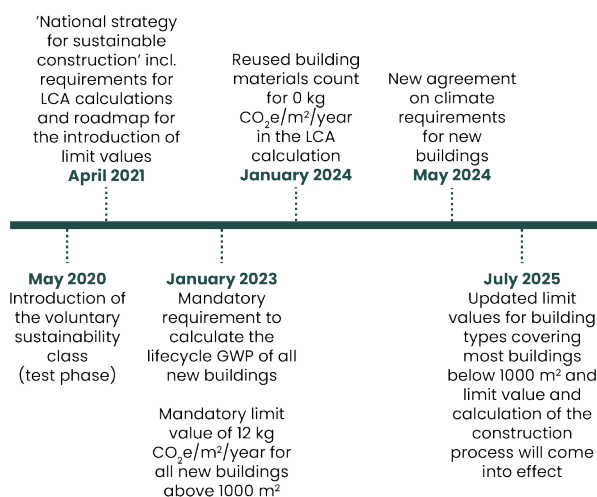 ‘National strategy
for sustainable
construction’ incl.
requirements for
LCA calculations
and roadmap for
the introduction of
limit values
April 2021
Reused building
materials count
for 0 kg
CO₂e/m²/year
in the LCA
calculation
January 2024
New agreement
on climate
requirements
for new
buildings
May 2024
May 2020
Introduction of
the voluntary
sustainability
class
(test phase)
January 2023
Mandatory
requirement to
calculate the
lifecycle GWP of all
new buildings
Mandatory limit
value of 12 kg
CO₂e/m²/year for
all new buildings
above 1000 m²
July 2025
Updated limit
values for building
types covering
most buildings
below 1000 m² and
limit value and
calculation of the
construction
process will come
into effect